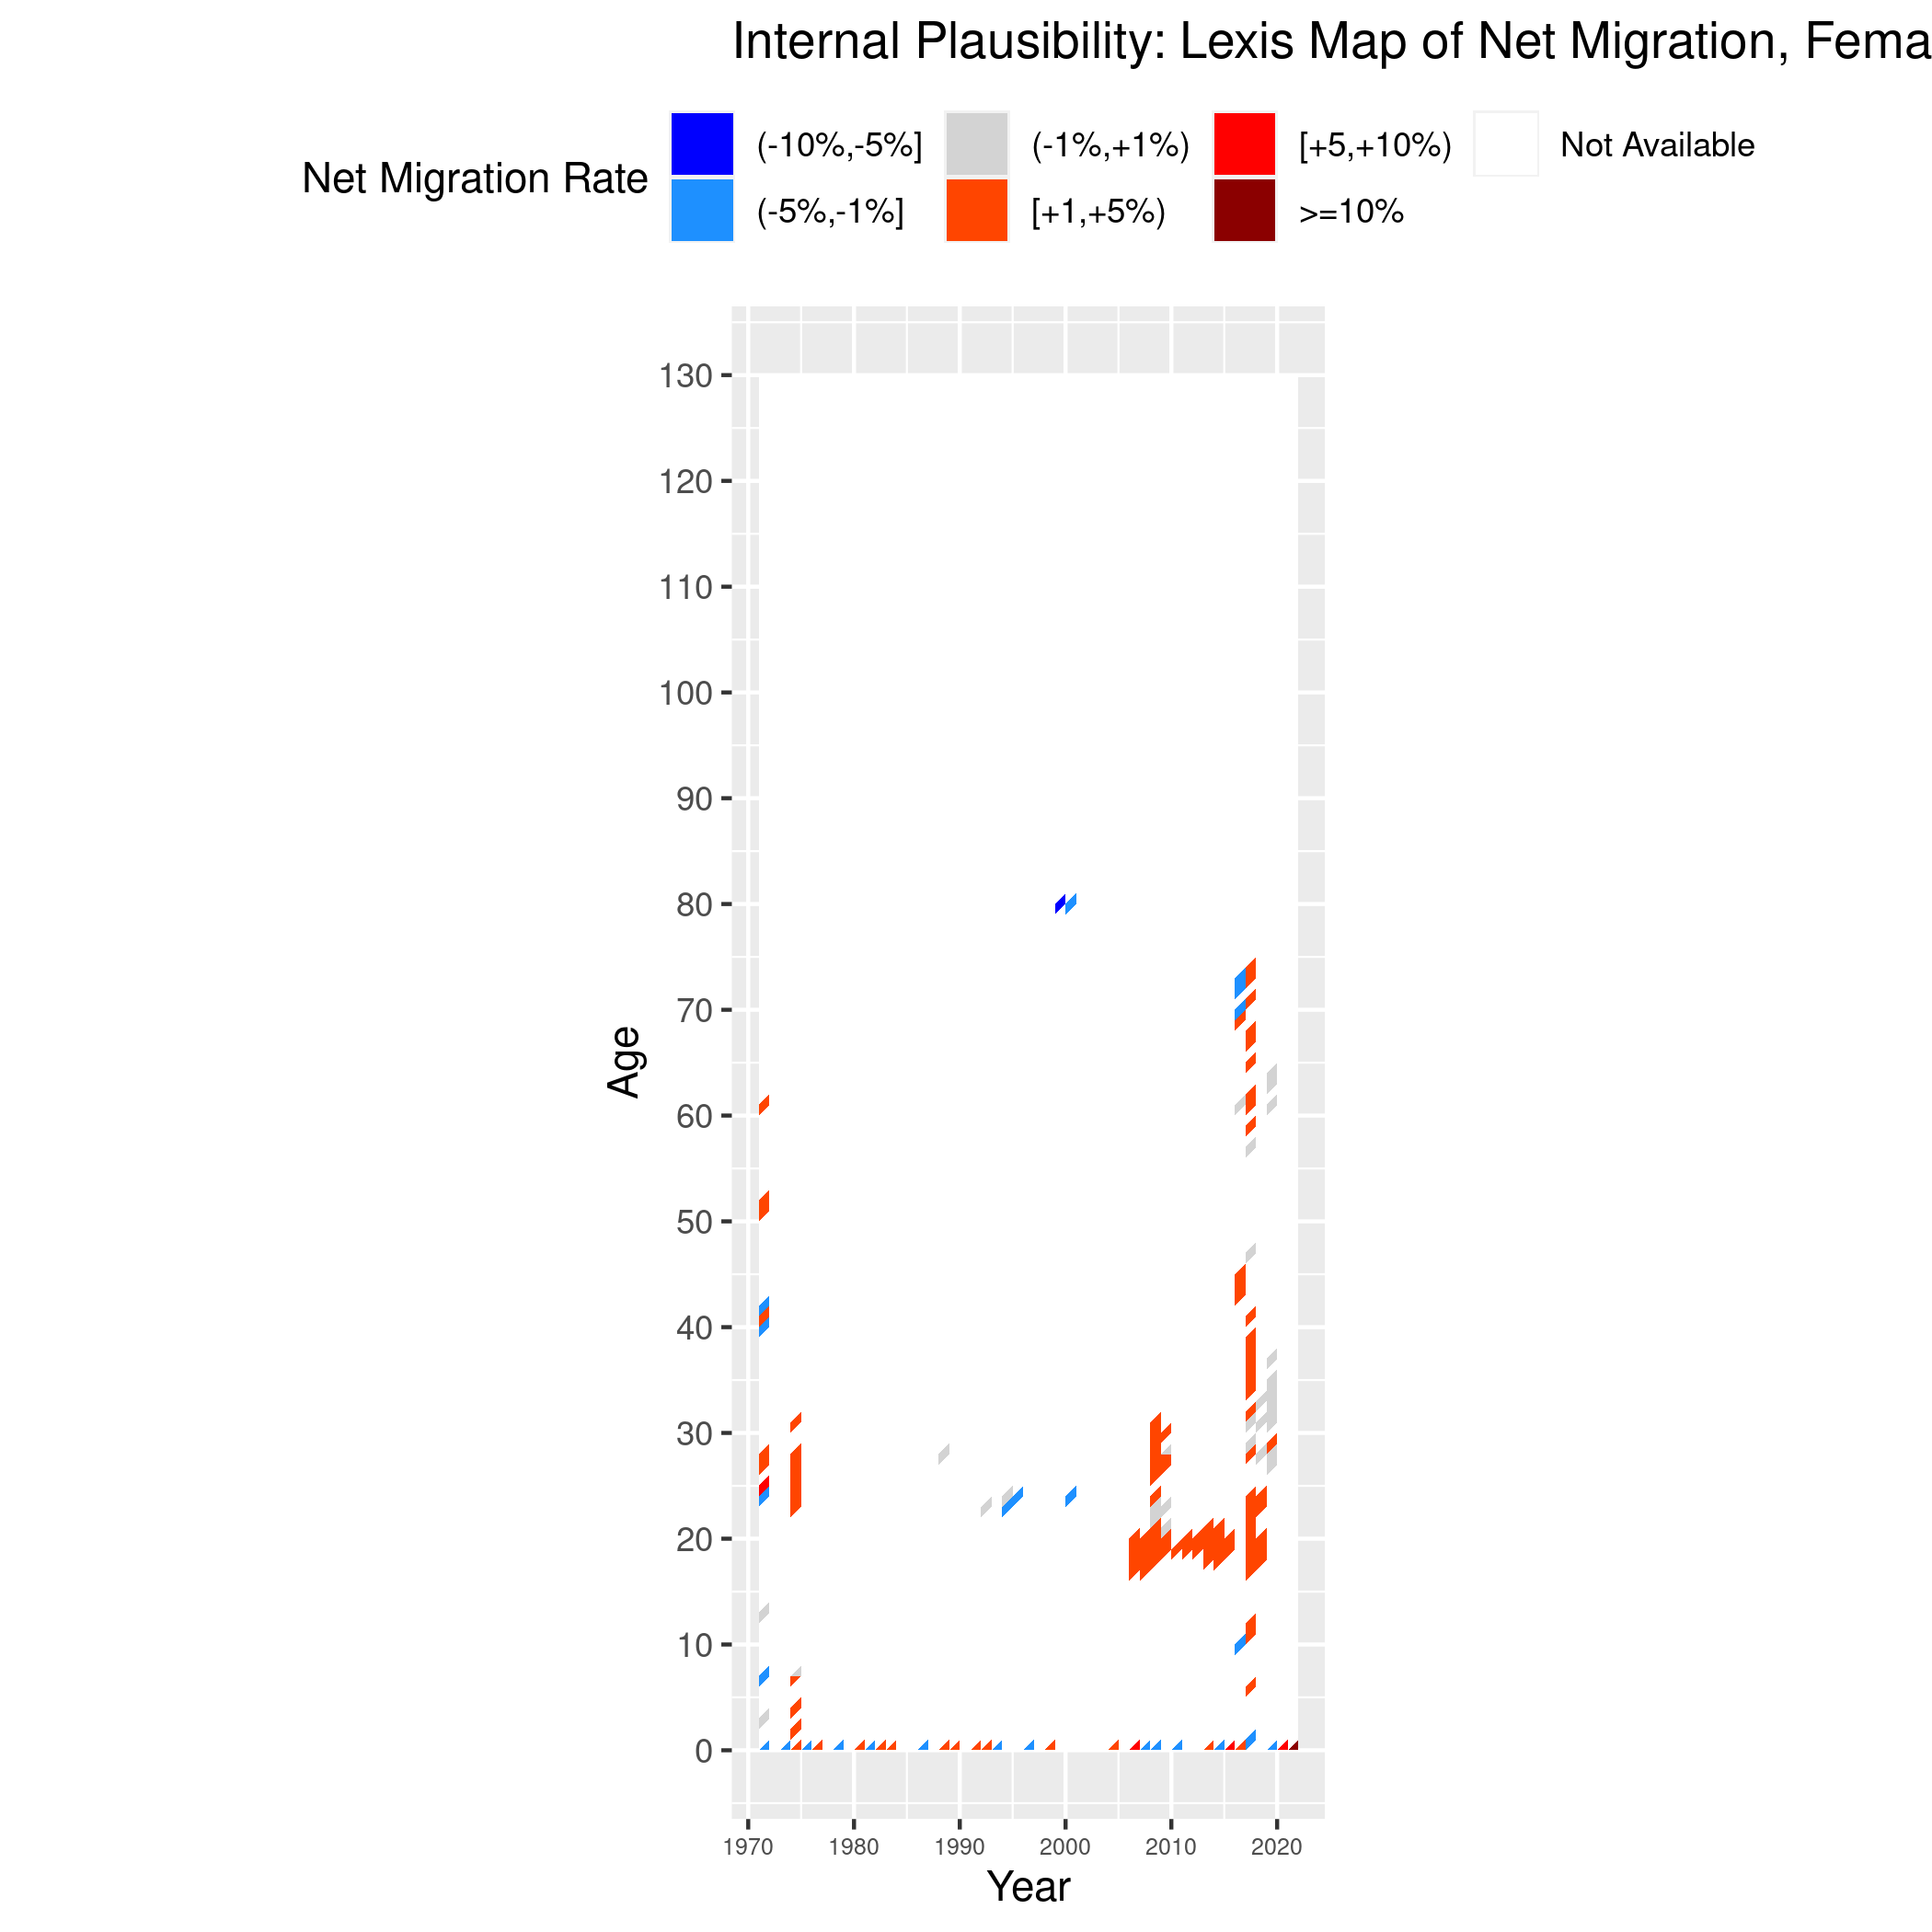 Internal Plausibility: Lexis Map of Net Migration, Fema
Net Migration Rate
(-10%,-5%] (-1%,+1%) [+5,+10%) Not Available
(-5%,-1%] [+1,+5%) >=10%
130
120
110
100
90
80
70
60
50
40
30
20
10
0
Age
1970 1980 1990 2000 2010 2020
Year